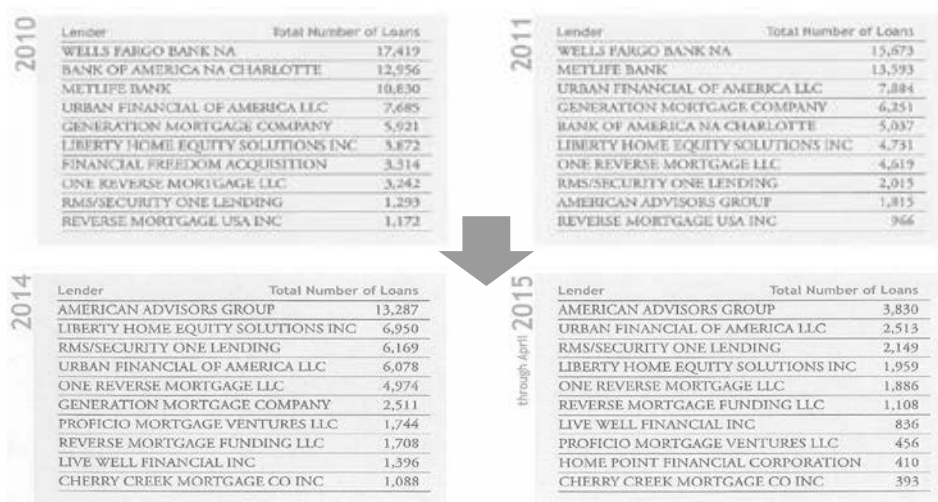 2010
Lender Total Number of Loans
WELLS FARGO BANK NA 17,419
BANK OF AMERICA NA CHARLOTTE 12,956
METLIFE BANK 10,830
URBAN FINANCIAL OF AMERICA LLC 7,685
GENERATION MORTGAGE COMPANY 5,921
LIBERTY HOME EQUITY SOLUTIONS INC 3,872
FINANCIAL FREEDOM ACQUISITION 3,314
ONE REVERSE MORTGAGE LLC 3,242
RMS/SECURITY ONE LENDING 1,293
REVERSE MORTGAGE USA INC 1,172
2011
Lender Total Number of Loans
WELLS FARGO BANK NA 15,673
METLIFE BANK 13,593
URBAN FINANCIAL OF AMERICA LLC 7,884
GENERATION MORTGAGE COMPANY 6,251
BANK OF AMERICA NA CHARLOTTE 5,037
LIBERTY HOME EQUITY SOLUTIONS INC 4,731
ONE REVERSE MORTGAGE LLC 4,619
RMS/SECURITY ONE LENDING 2,015
AMERICAN ADVISORS GROUP 1,815
REVERSE MORTGAGE USA INC 966
2014
Lender Total Number of Loans
AMERICAN ADVISORS GROUP 13,287
LIBERTY HOME EQUITY SOLUTIONS INC 6,950
RMS/SECURITY ONE LENDING 6,169
URBAN FINANCIAL OF AMERICA LLC 6,078
ONE REVERSE MORTGAGE LLC 4,974
GENERATION MORTGAGE COMPANY 2,511
PROFICIO MORTGAGE VENTURES LLC 1,744
REVERSE MORTGAGE FUNDING LLC 1,708
LIVE WELL FINANCIAL INC 1,396
CHERRY CREEK MORTGAGE CO INC 1,088
through April 2015
Lender Total Number of Loans
AMERICAN ADVISORS GROUP 3,830
URBAN FINANCIAL OF AMERICA LLC 2,513
RMS/SECURITY ONE LENDING 2,149
LIBERTY HOME EQUITY SOLUTIONS INC 1,959
ONE REVERSE MORTGAGE LLC 1,886
REVERSE MORTGAGE FUNDING LLC 1,108
LIVE WELL FINANCIAL INC 836
PROFICIO MORTGAGE VENTURES LLC 456
HOME POINT FINANCIAL CORPORATION 410
CHERRY CREEK MORTGAGE CO INC 393